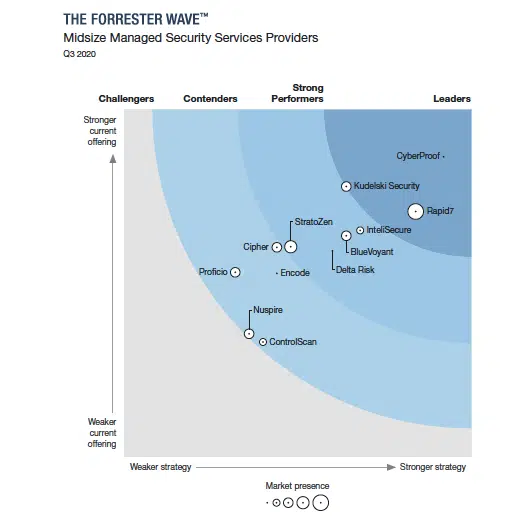 THE FORRESTER WAVE™
Midsize Managed Security Services Providers
Q3 2020
Challengers
Contenders
Strong
Performers
Leaders
Stronger
current
offering
CyberProof
Kudelski Security
Rapid7
StratoZen
InteliSecure
Cipher
BlueVoyant
Proficio
Encode
Delta Risk
Nuspire
ControlScan
Weaker
current
offering
Weaker strategy
Stronger strategy
Market presence